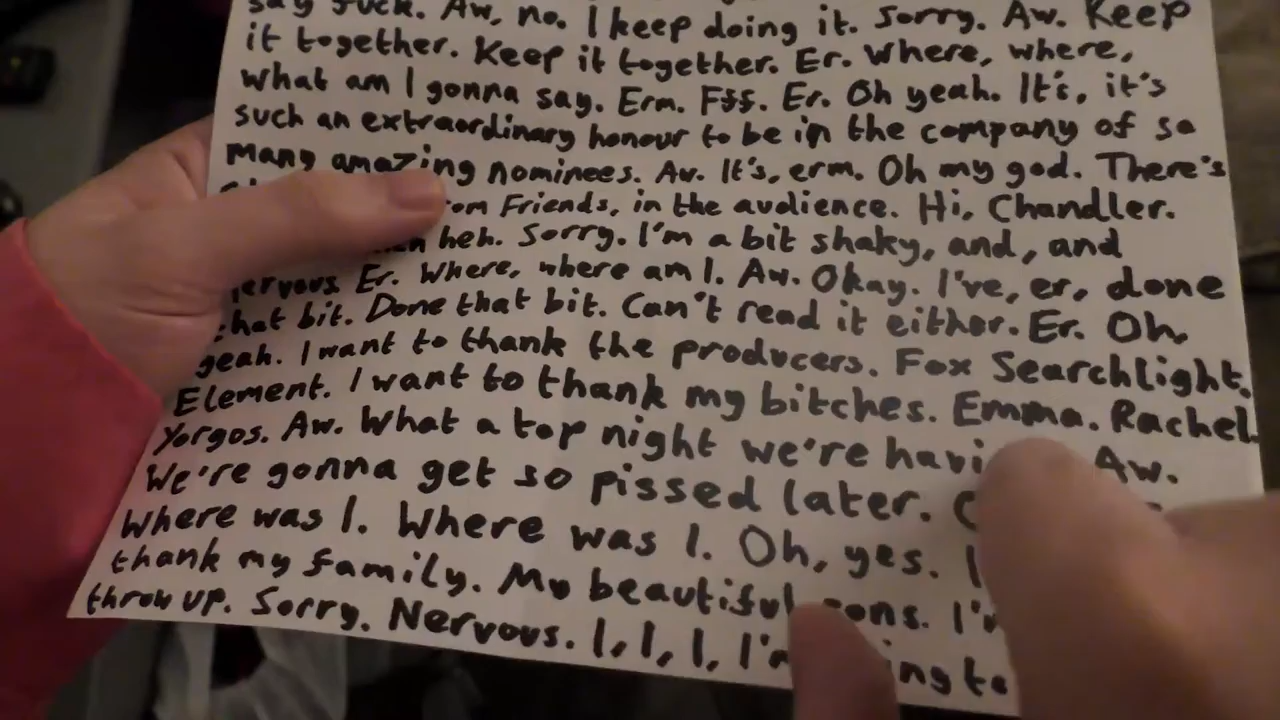 say fuck. Aw, no. I keep doing it. Sorry. Aw. Keep
it together. Keep it together. Er. Where, where,
what am I gonna say. Erm. F$$. Er. Oh yeah. It's, it's
such an extraordinary honour to be in the company of so
many amazing nominees. Aw. It's, erm. Oh my god. There's
Friends, in the audience. Hi, Chandler.
heh. Sorry. I'm a bit shaky, and, and
nervous. Er. Where, where am I. Aw. Okay. I've, er, done
that bit. Done that bit. Can't read it either. Er. Oh,
yeah. I want to thank the producers. Fox Searchlight.
Element. I want to thank my bitches. Emma. Rachel.
Yorgos. Aw. What a top night we're Aw.
We're gonna get so pissed later.
Where was I. Where was I. Oh, yes. I
thank my family. My beautiful
throw up. Sorry. Nervous. I, I, I, to